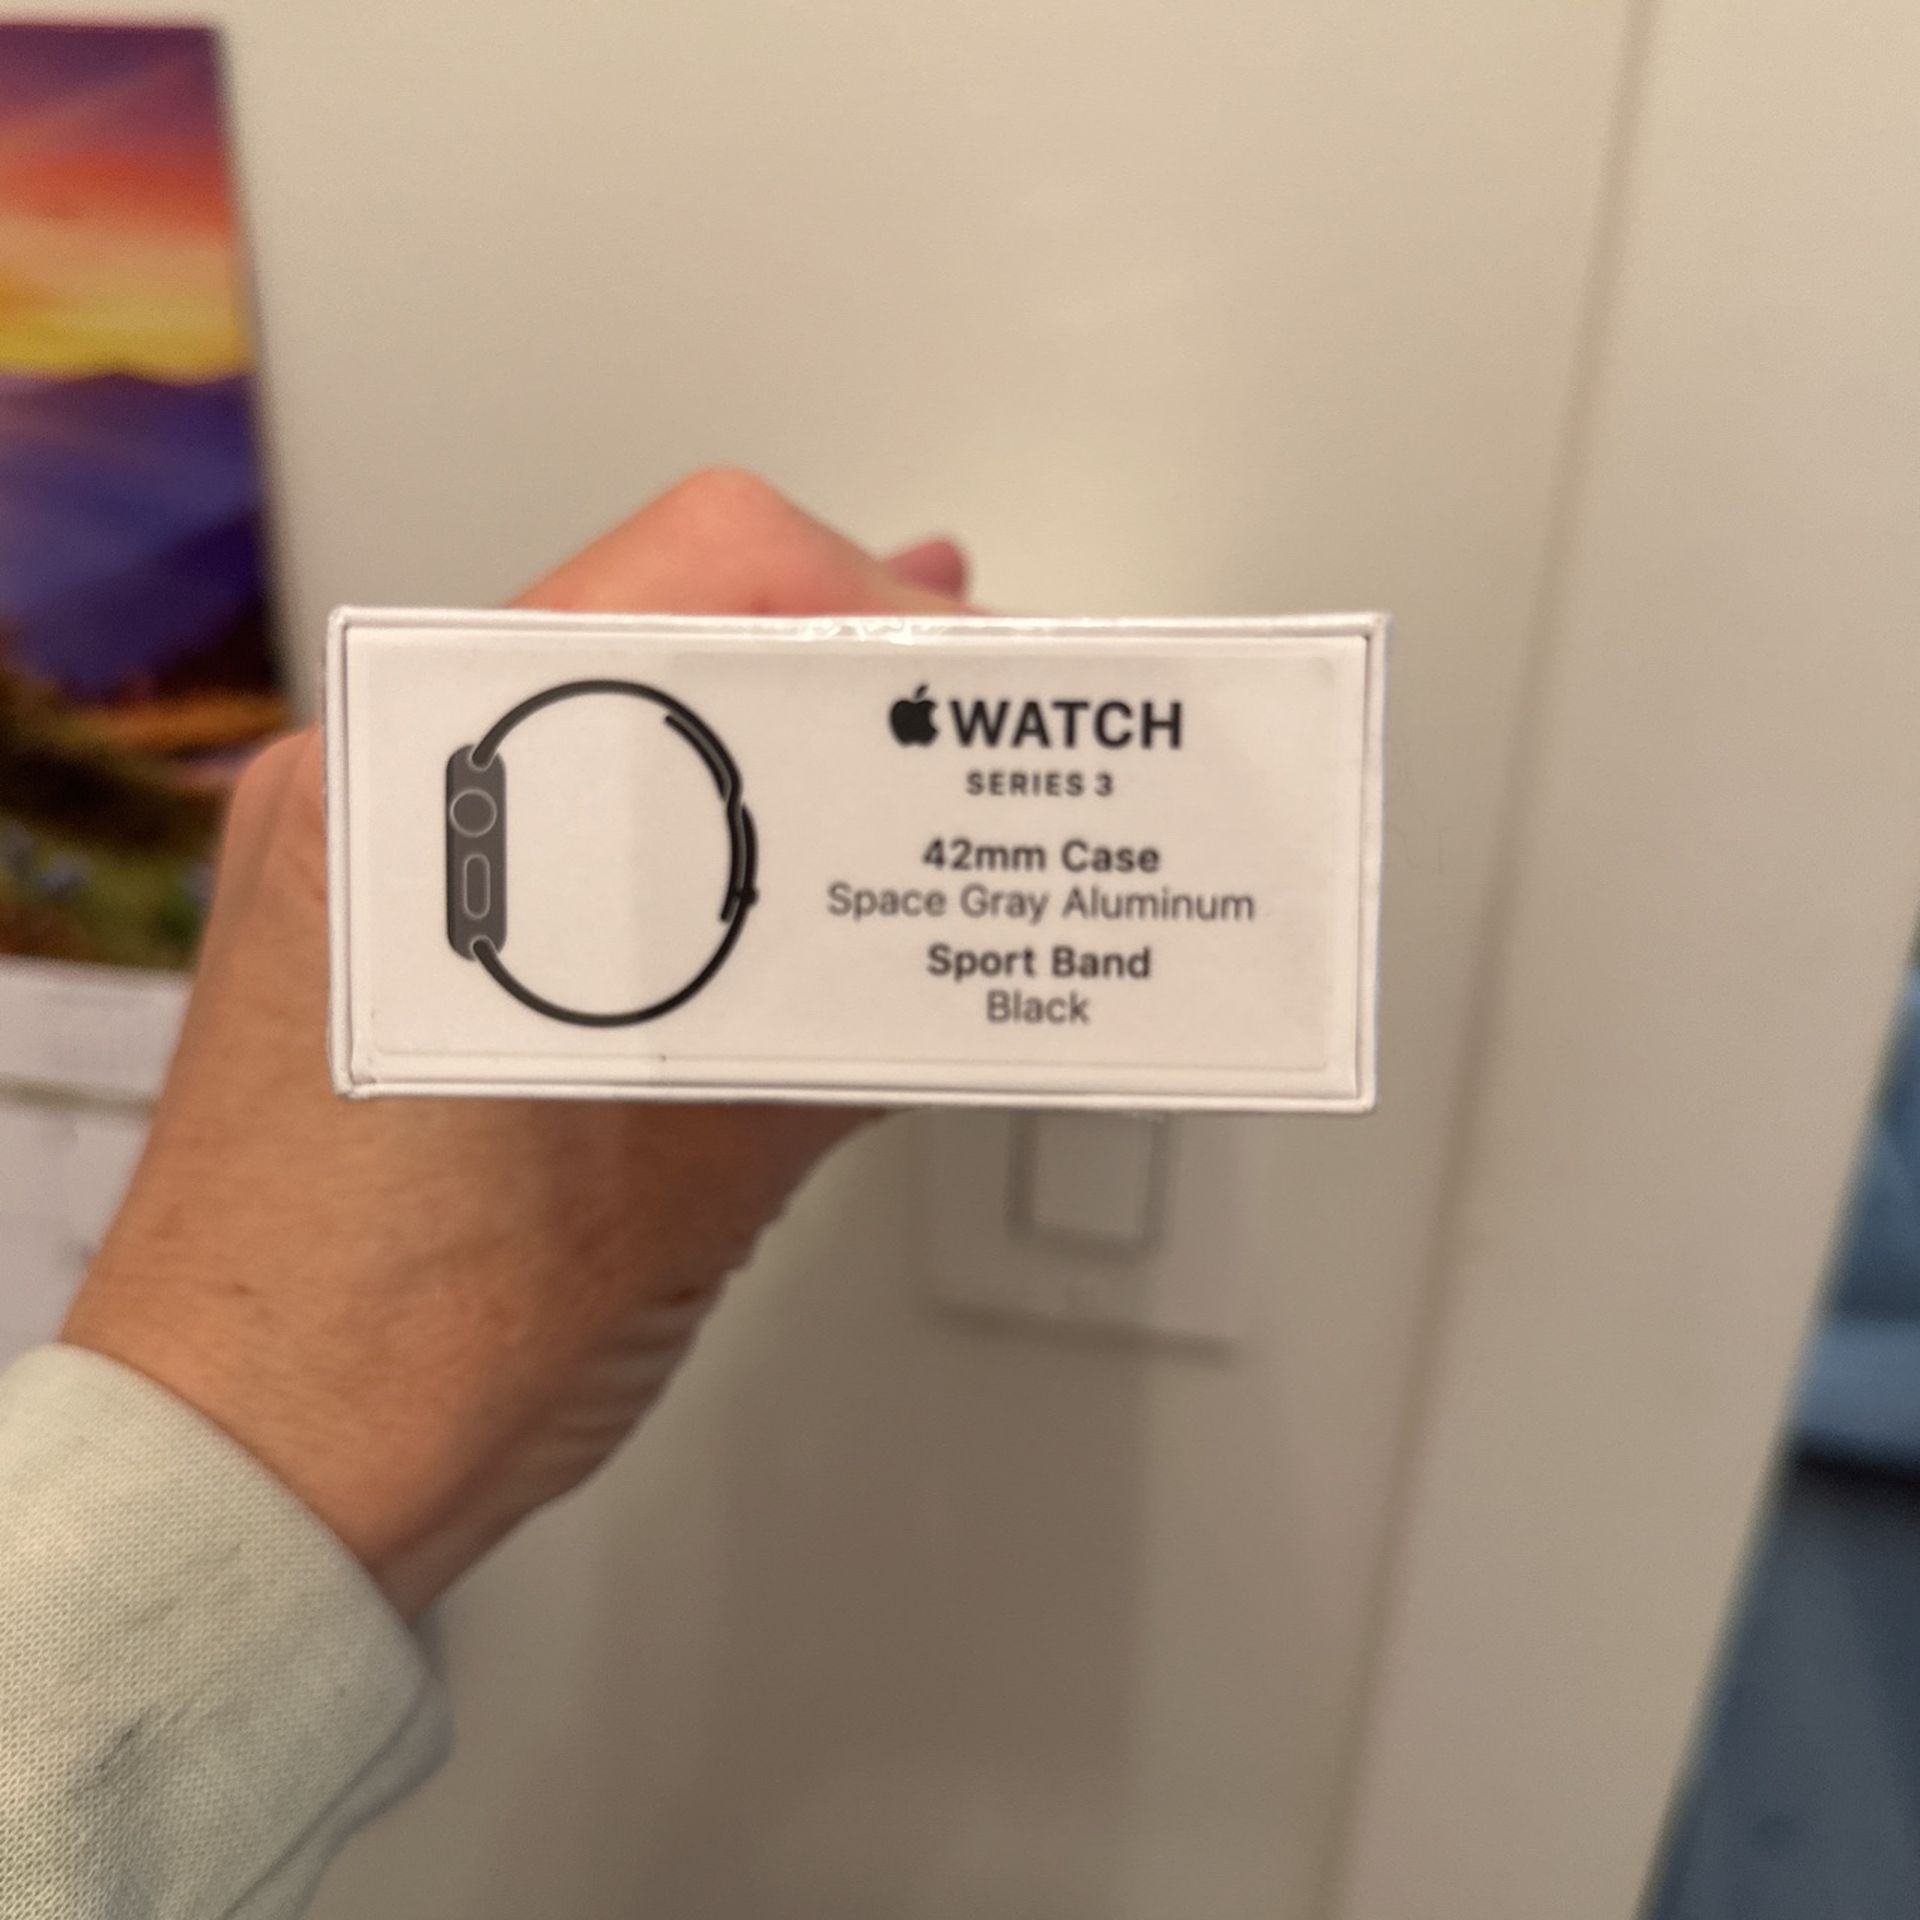 WATCH
SERIES 3
42mm Case
Space Gray Aluminum
Sport Band
Black